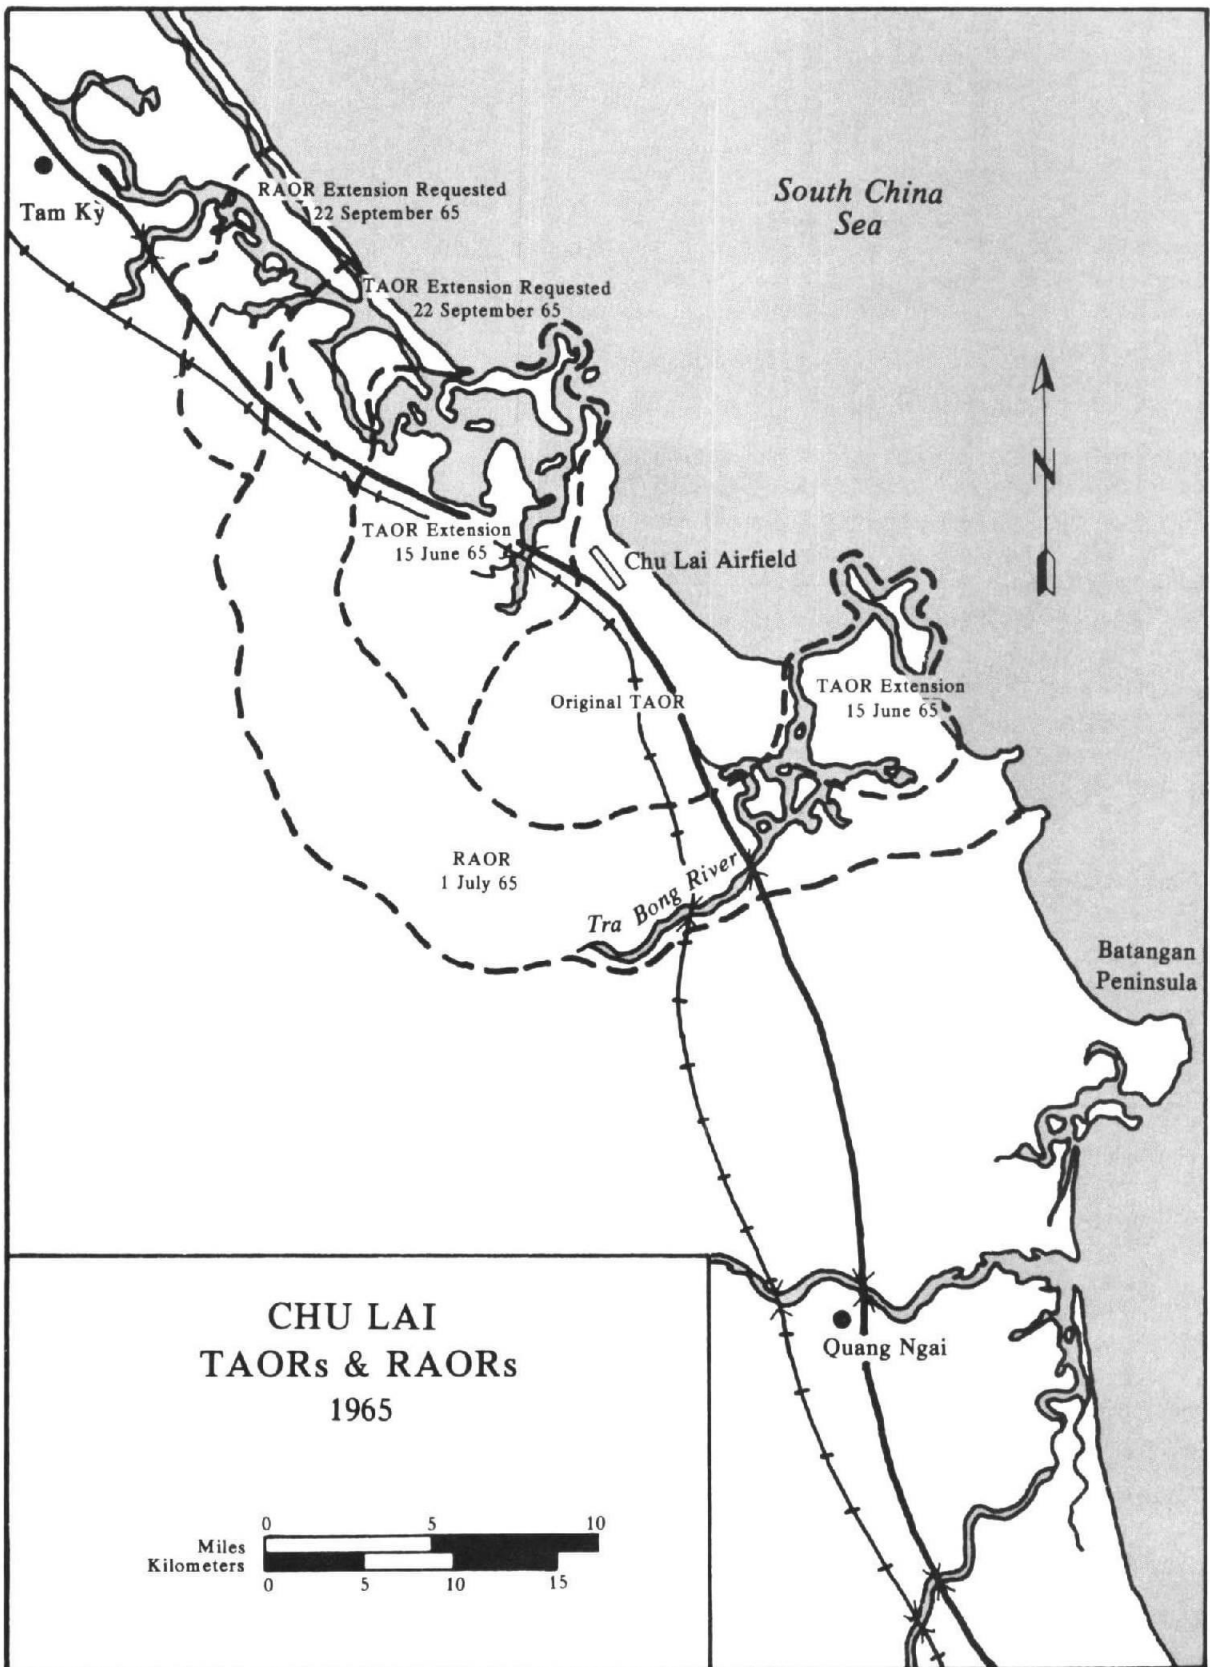 South China
Sea
RAOR Extension Requested
22 September 65
Tam Kỳ
TAOR Extension Requested
22 September 65
N
TAOR Extension
15 June 65
Chu Lai Airfield
TAOR Extension
15 June 65
Original TAOR
RAOR
1 July 65
Tra Bong River
Batangan
Peninsula
Quang Ngai
CHU LAI
TAORs & RAORs
1965
0 5 10
Miles
Kilometers
0 5 10 15